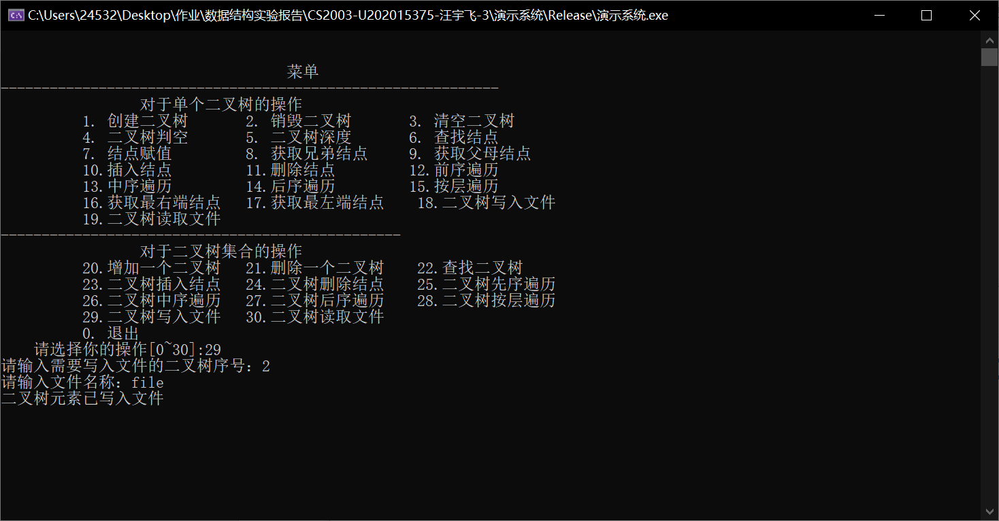 C:\Users\24532\Desktop\作业\数据结构实验报告\CS2003-U202015375-汪宇飞-3\演示系统\Release\演示系统.exe
菜单
-------------------------------------------------------------
对于单个二叉树的操作
1. 创建二叉树 2. 销毁二叉树 3. 清空二叉树
4. 二叉树判空 5. 二叉树深度 6. 查找结点
7. 结点赋值 8. 获取兄弟结点 9. 获取父母结点
10.插入结点 11.删除结点 12.前序遍历
13.中序遍历 14.后序遍历 15.按层遍历
16.获取最右端结点 17.获取最左端结点 18.二叉树写入文件
19.二叉树读取文件
-------------------------------------------------
对于二叉树集合的操作
20.增加一个二叉树 21.删除一个二叉树 22.查找二叉树
23.二叉树插入结点 24.二叉树删除结点 25.二叉树先序遍历
26.二叉树中序遍历 27.二叉树后序遍历 28.二叉树按层遍历
29.二叉树写入文件 30.二叉树读取文件
0. 退出
请选择你的操作[0~30]:29
请输入需要写入文件的二叉树序号：2
请输入文件名称：file
二叉树元素已写入文件